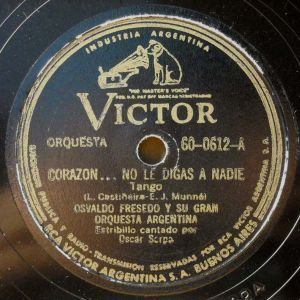 INDUSTRIA ARGENTINA
"HIS MASTER'S VOICE"
VICTOR
ORQUESTA
60-0612-A
CORAZON... NO LE DIGAS A NADIE
Tango
(L. Castiñeira-E. J. Munné)
OSVALDO FRESEDO Y SU GRAN
ORQUESTA ARGENTINA
Estribillo cantado por
Oscar Serpa
RCA VICTOR ARGENTINA S.A. BUENOS AIRES